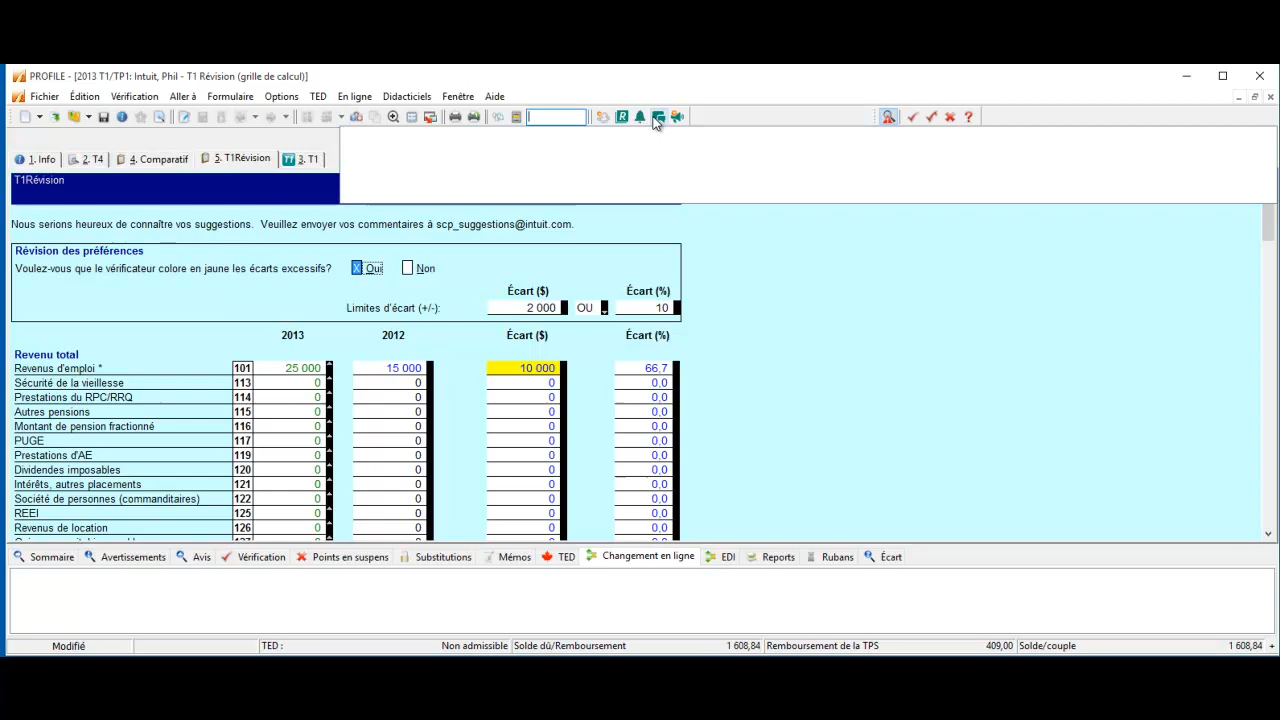 PROFILE - [2013 T1/TP1: Intuit, Phil - T1 Révision (grille de calcul)]
Fichier Édition Vérification Aller à Formulaire Options TED En ligne Didacticiels Fenêtre Aide
1. Info 2. T4 4. Comparatif 5. T1Révision 3. T1
T1Révision
Nous serions heureux de connaître vos suggestions. Veuillez envoyer vos commentaires à scp_suggestions@intuit.com.
Révision des préférences
Voulez-vous que le vérificateur colore en jaune les écarts excessifs? X Oui Non
Écart ($) Écart (%)
Limites d'écart (+/-): 2 000 OU 10
2013 2012 Écart ($) Écart (%)
Revenu total
Revenus d'emploi * 101 25 000 15 000 10 000 66,7
Sécurité de la vieillesse 113 0 0 0 0,0
Prestations du RPC/RRQ 114 0 0 0 0,0
Autres pensions 115 0 0 0 0,0
Montant de pension fractionné 116 0 0 0 0,0
PUGE 117 0 0 0 0,0
Prestations d'AE 119 0 0 0 0,0
Dividendes imposables 120 0 0 0 0,0
Intérêts, autres placements 121 0 0 0 0,0
Société de personnes (commanditaires) 122 0 0 0 0,0
REEI 125 0 0 0 0,0
Revenus de location 126 0 0 0 0,0
Sommaire Avertissements Avis Vérification Points en suspens Substitutions Mémos TED Changement en ligne EDI Reports Rubans Écart
Modifié TED : Non admissible Solde dû/Remboursement 1 608,84 Remboursement de la TPS 409,00 Solde/couple 1 608,84 +